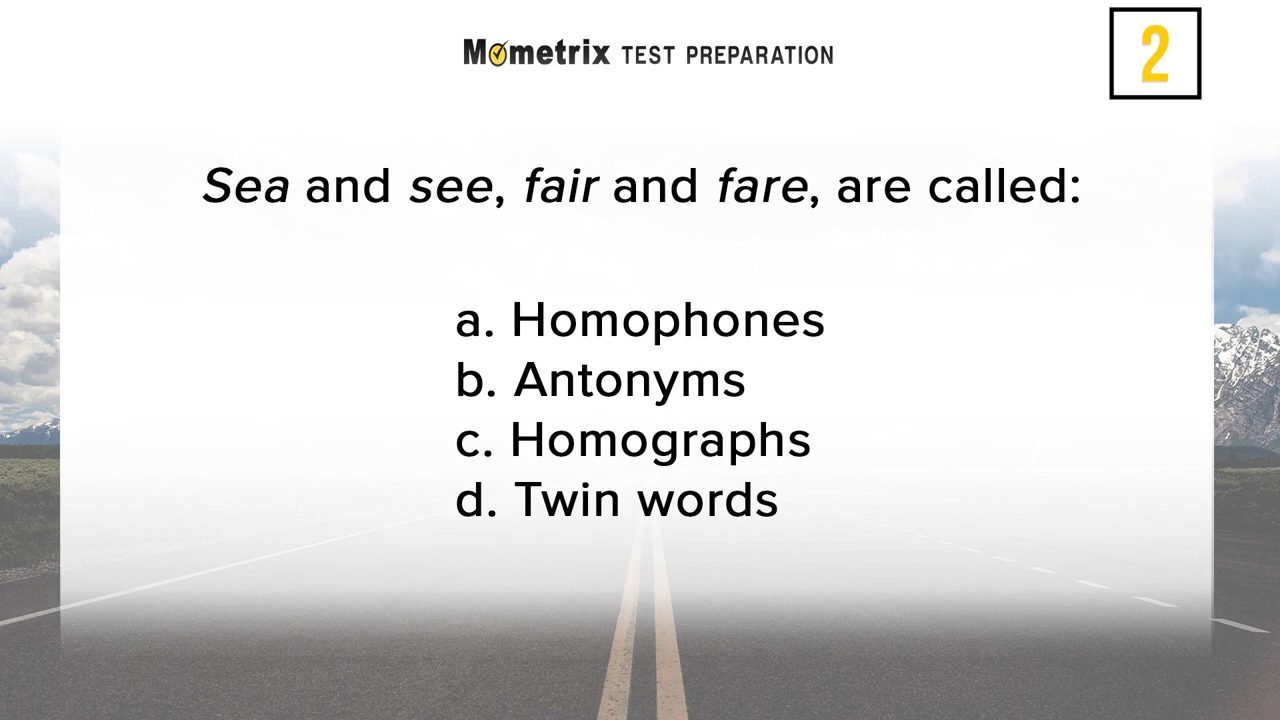 Mometrix TEST PREPARATION
2
Sea and see, fair and fare, are called:
a. Homophones
b. Antonyms
c. Homographs
d. Twin words